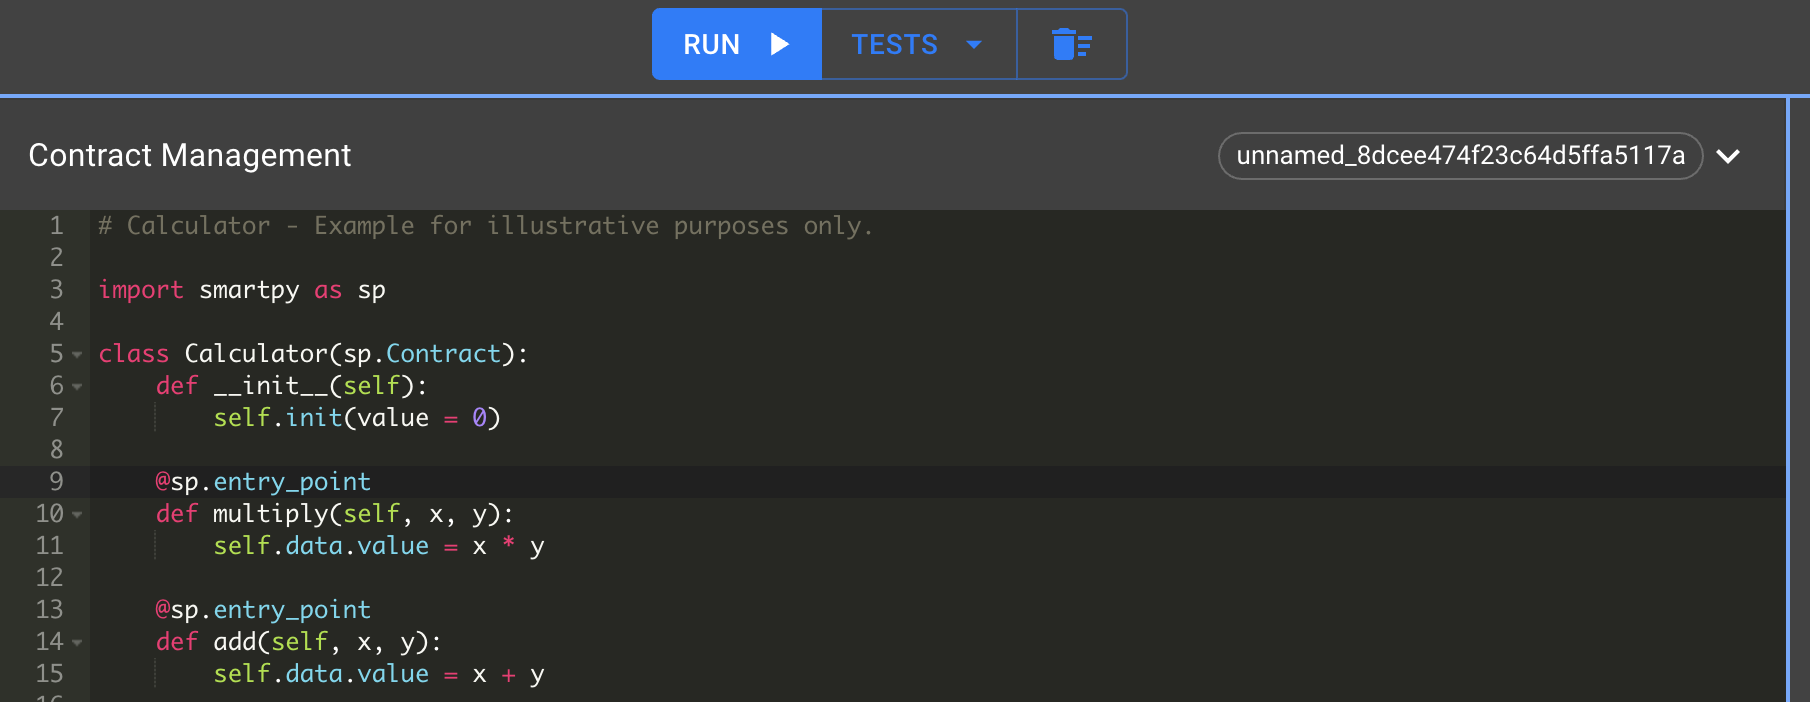 RUN TESTS
Contract Management unnamed_8dcee474f23c64d5ffa5117a
1 # Calculator - Example for illustrative purposes only.
2
3 import smartpy as sp
4
5 class Calculator(sp.Contract):
6     def __init__(self):
7         self.init(value = 0)
8
9     @sp.entry_point
10     def multiply(self, x, y):
11         self.data.value = x * y
12
13     @sp.entry_point
14     def add(self, x, y):
15         self.data.value = x + y
16